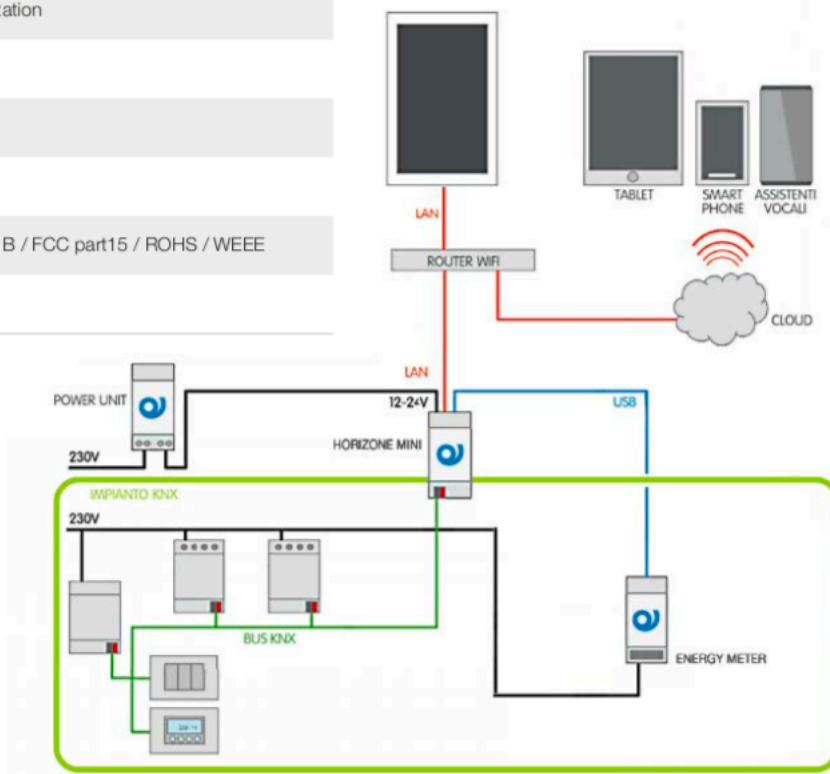 ation
B / FCC part15 / ROHS / WEEE
TABLET
SMART
PHONE
ASSISTENTI
VOCALI
LAN
ROUTER WIFI
CLOUD
LAN
POWER UNIT
12-24V
USB
HORIZONE MINI
230V
IMPIANTO KNX
230V
BUS KNX
ENERGY METER